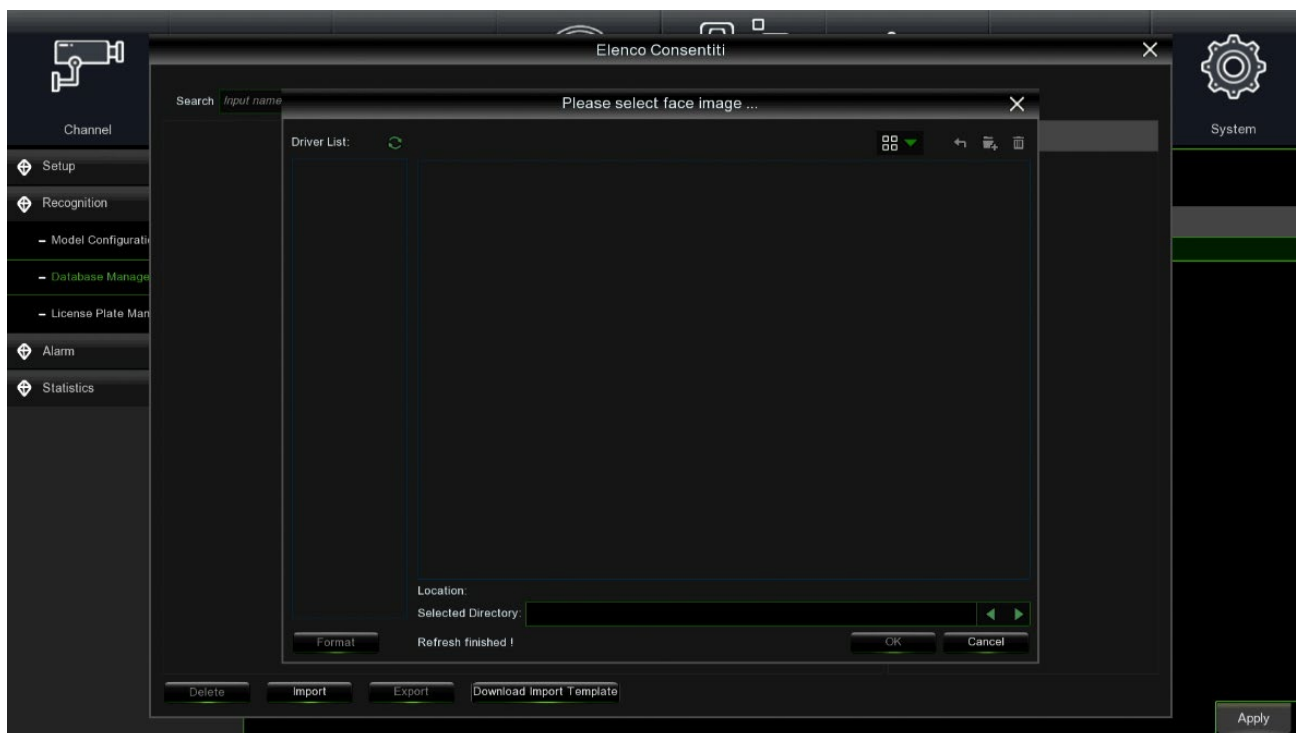 Elenco Consentiti
Channel
System
Search Input name
Please select face image ...
Driver List:
Setup
Recognition
Model Configurati
Database Manage
License Plate Man
Alarm
Statistics
Location:
Selected Directory:
Format
Refresh finished !
OK
Cancel
Delete
Import
Export
Download Import Template
Apply